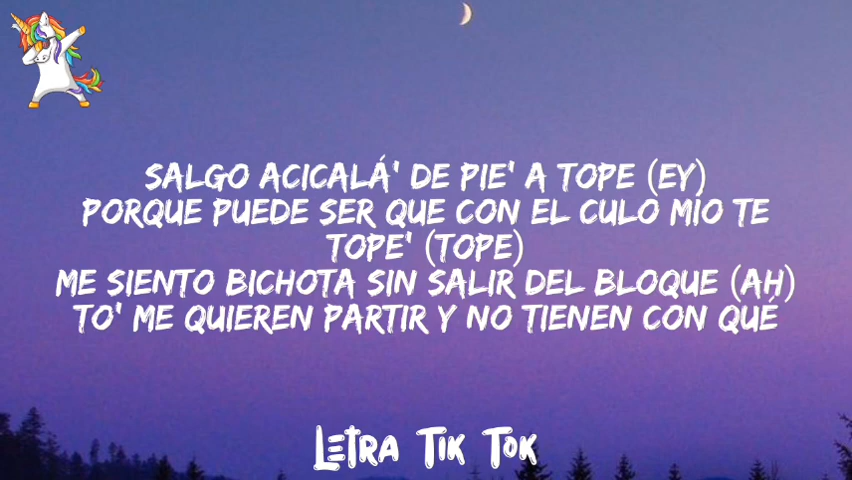 SALGO ACICALÁ' DE PIE' A TOPE (EY)
PORQUE PUEDE SER QUE CON EL CULO MÍO TE
TOPE' (TOPE)
ME SIENTO BICHOTA SIN SALIR DEL BLOQUE (AH)
TO' ME QUIEREN PARTIR Y NO TIENEN CON QUÉ
LETRA TIK TOK